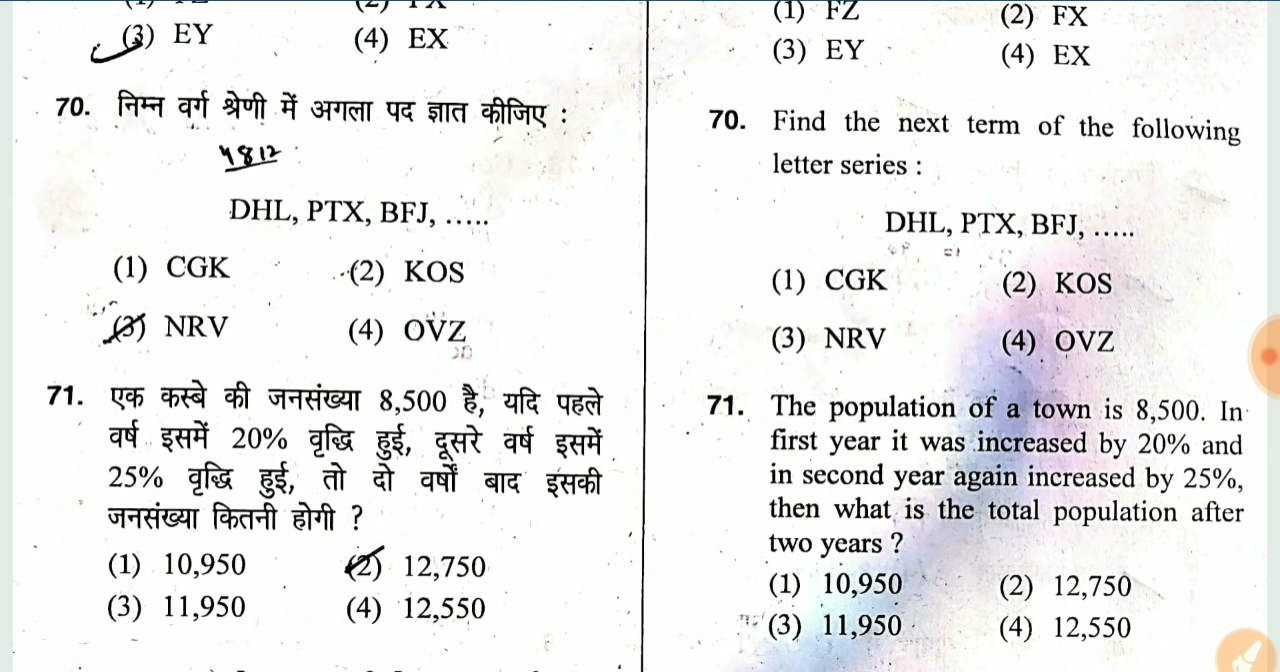 (3) EY (4) EX
70. निम्न वर्ग श्रेणी में अगला पद ज्ञात कीजिए :
4812
DHL, PTX, BFJ, .....
(1) CGK (2) KOS
(3) NRV (4) OVZ
71. एक कस्बे की जनसंख्या 8,500 है, यदि पहले
वर्ष इसमें 20% वृद्धि हुई, दूसरे वर्ष इसमें
25% वृद्धि हुई, तो दो वर्षों बाद इसकी
जनसंख्या कितनी होगी ?
(1) 10,950 (2) 12,750
(3) 11,950 (4) 12,550
(1) FZ (2) FX
(3) EY (4) EX
70. Find the next term of the following
letter series :
DHL, PTX, BFJ, .....
(1) CGK (2) KOS
(3) NRV (4) OVZ
71. The population of a town is 8,500. In
first year it was increased by 20% and
in second year again increased by 25%,
then what is the total population after
two years ?
(1) 10,950 (2) 12,750
(3) 11,950 (4) 12,550